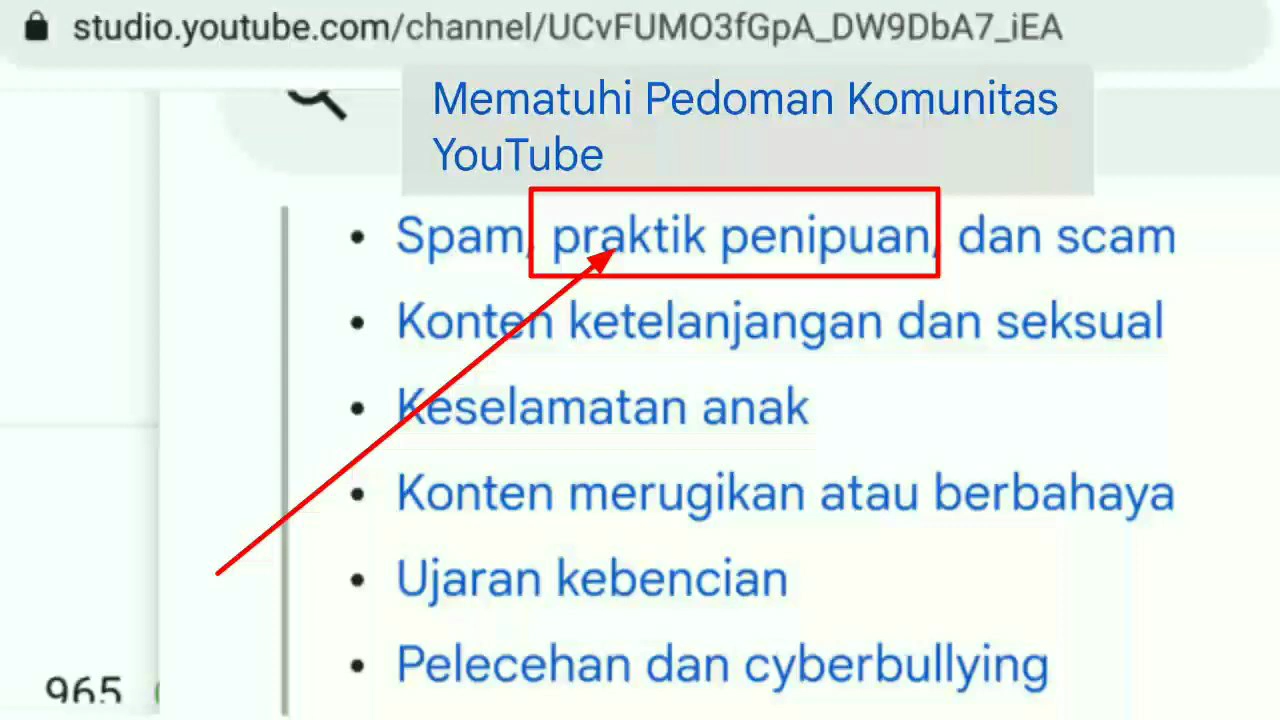 studio.youtube.com/channel/UCvFUMO3fGpA_DW9DbA7_iEA
Mematuhi Pedoman Komunitas
YouTube
• Spam, praktik penipuan, dan scam
• Konten ketelanjangan dan seksual
• Keselamatan anak
• Konten merugikan atau berbahaya
• Ujaran kebencian
• Pelecehan dan cyberbullying
965